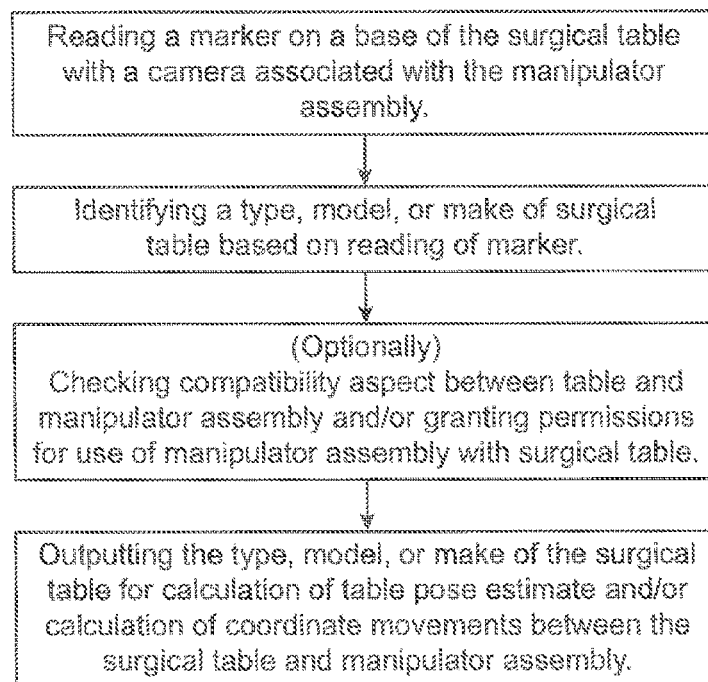 Reading a marker on a base of the surgical table
with a camera associated with the manipulator
assembly.
Identifying a type, model, or make of surgical
table based on reading of marker.
(Optionally)
Checking compatibility aspect between table and
manipulator assembly and/or granting permissions
for use of manipulator assembly with surgical table.
Outputting the type, model, or make of the surgical
table for calculation of table pose estimate and/or
calculation of coordinate movements between the
surgical table and manipulator assembly.